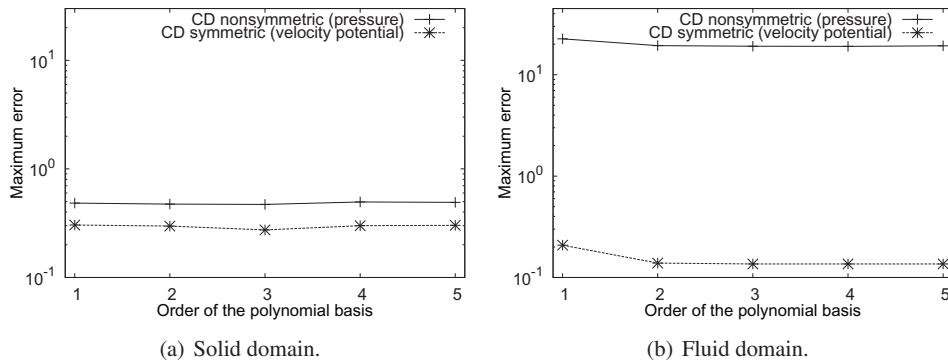 CD nonsymmetric (pressure)
CD symmetric (velocity potential)
10^1
10^0
10^-1
Maximum error
1 2 3 4 5
Order of the polynomial basis
(a) Solid domain.
CD nonsymmetric (pressure)
CD symmetric (velocity potential)
10^1
10^0
10^-1
Maximum error
1 2 3 4 5
Order of the polynomial basis
(b) Fluid domain.